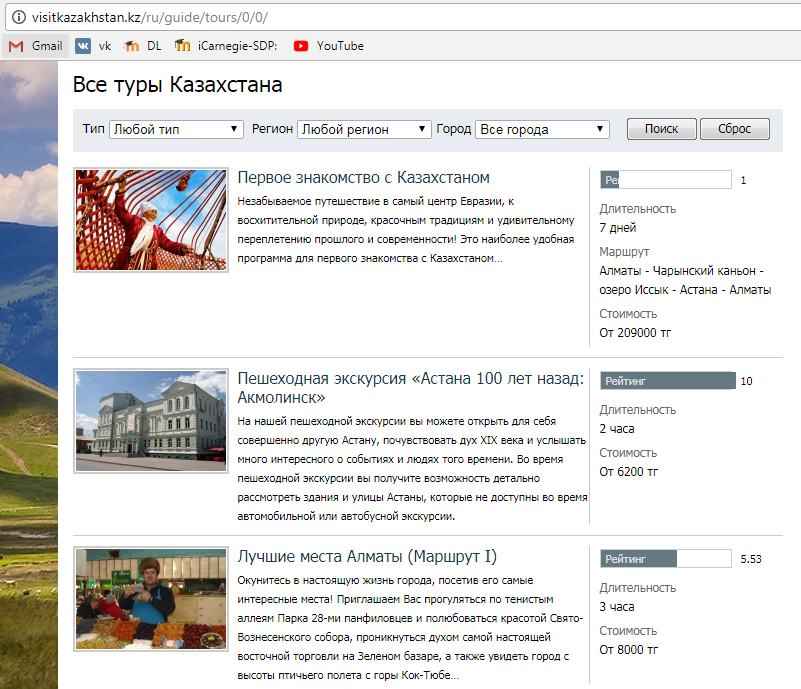 visitkazakhstan.kz/ru/guide/tours/0/0/
Gmail vk DL iCarnegie-SDP: YouTube
Все туры Казахстана
Тип Любой тип Регион Любой регион Город Все города Поиск Сброс
Первое знакомство с Казахстаном
Незабываемое путешествие в самый центр Евразии, к
восхитительной природе, красочным традициям и удивительному
переплетению прошлого и современности! Это наиболее удобная
программа для первого знакомства с Казахстаном...
1
Длительность
7 дней
Маршрут
Алматы - Чарынский каньон -
озеро Иссык - Астана - Алматы
Стоимость
От 209000 тг
Пешеходная экскурсия «Астана 100 лет назад:
Акмолинск»
На нашей пешеходной экскурсии вы можете открыть для себя
совершенно другую Астану, почувствовать дух XIX века и услышать
много интересного о событиях и людях того времени. Во время
пешеходной экскурсии вы получите возможность детально
рассмотреть здания и улицы Астаны, которые не доступны во время
автомобильной или автобусной экскурсии.
Рейтинг 10
Длительность
2 часа
Стоимость
От 6200 тг
Лучшие места Алматы (Маршрут I)
Окунитесь в настоящую жизнь города, посетив его самые
интересные места! Приглашаем Вас прогуляться по тенистым
аллеям Парка 28-ми панфиловцев и полюбоваться красотой Свято-
Вознесенского собора, проникнуться духом самой настоящей
восточной торговли на Зеленом базаре, а также увидеть город с
высоты птичьего полета с горы Кок-Тюбе...
Рейтинг 5.53
Длительность
3 часа
Стоимость
От 8000 тг